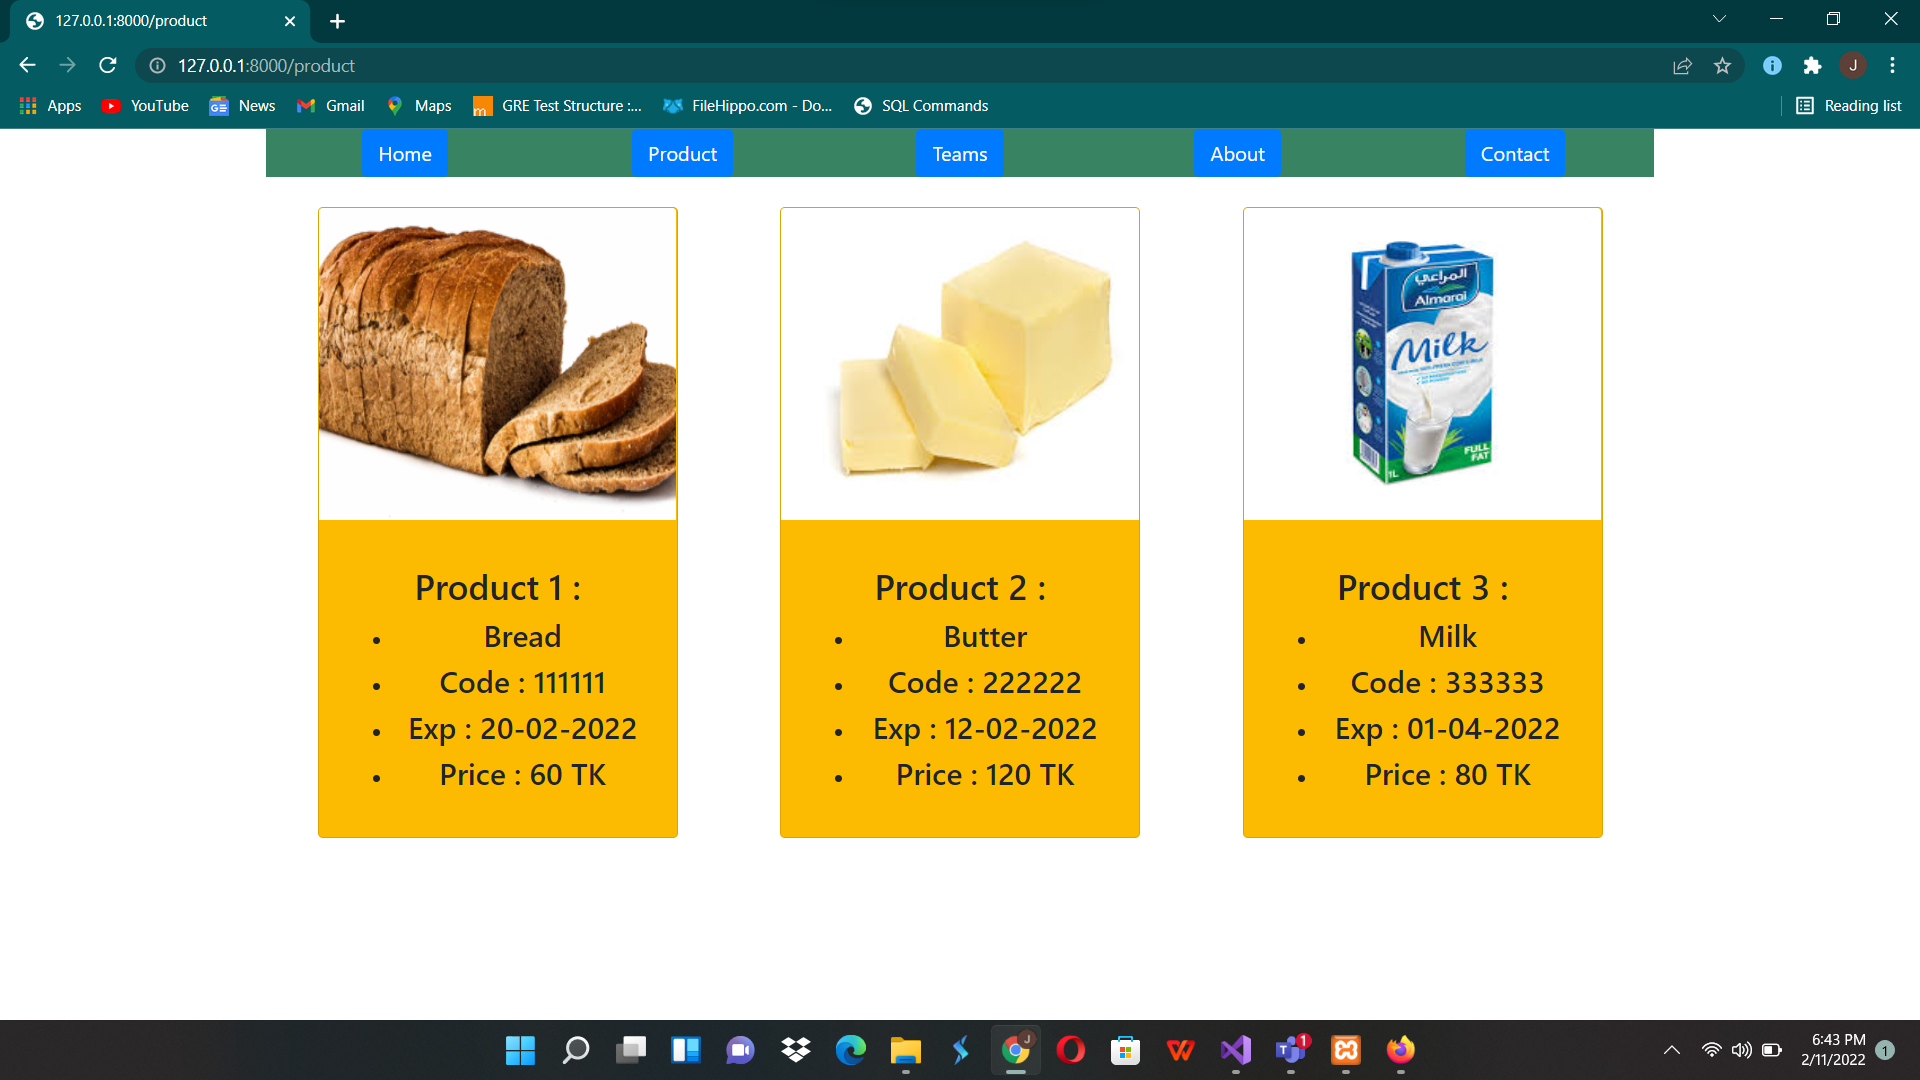 127.0.0.1:8000/product
127.0.0.1:8000/product
J
Apps YouTube News Gmail Maps GRE Test Structure :... FileHippo.com - Do... SQL Commands Reading list
Home Product Teams About Contact
المراعي
Almarai
Milk
FULL
FAT
1L
Product 1 :
• Bread
• Code : 111111
• Exp : 20-02-2022
• Price : 60 TK
Product 2 :
• Butter
• Code : 222222
• Exp : 12-02-2022
• Price : 120 TK
Product 3 :
• Milk
• Code : 333333
• Exp : 01-04-2022
• Price : 80 TK
J
1
6:43 PM
2/11/2022
1